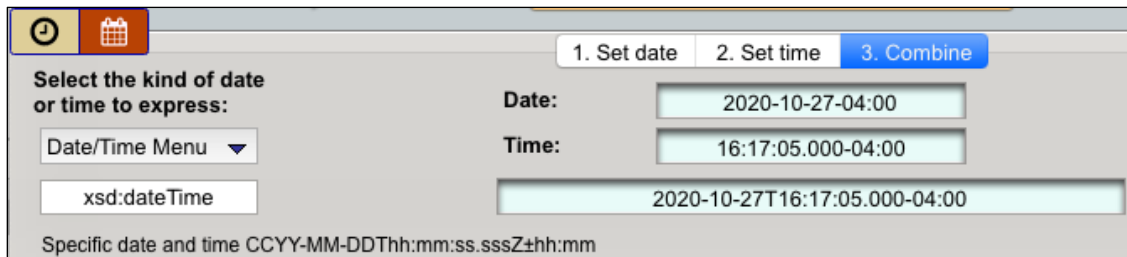 1. Set date 2. Set time 3. Combine
Select the kind of date
or time to express:
Date: 2020-10-27-04:00
Date/Time Menu Time: 16:17:05.000-04:00
xsd:dateTime 2020-10-27T16:17:05.000-04:00
Specific date and time CCYY-MM-DDThh:mm:ss.sssZ±hh:mm